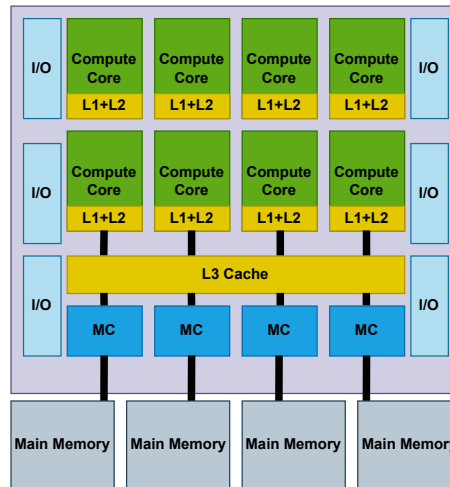 I/O
Compute
Core
Compute
Core
Compute
Core
Compute
Core
I/O
L1+L2
L1+L2
L1+L2
L1+L2
I/O
Compute
Core
Compute
Core
Compute
Core
Compute
Core
I/O
L1+L2
L1+L2
L1+L2
L1+L2
L3 Cache
I/O
MC
MC
MC
MC
I/O
Main Memory
Main Memory
Main Memory
Main Memory